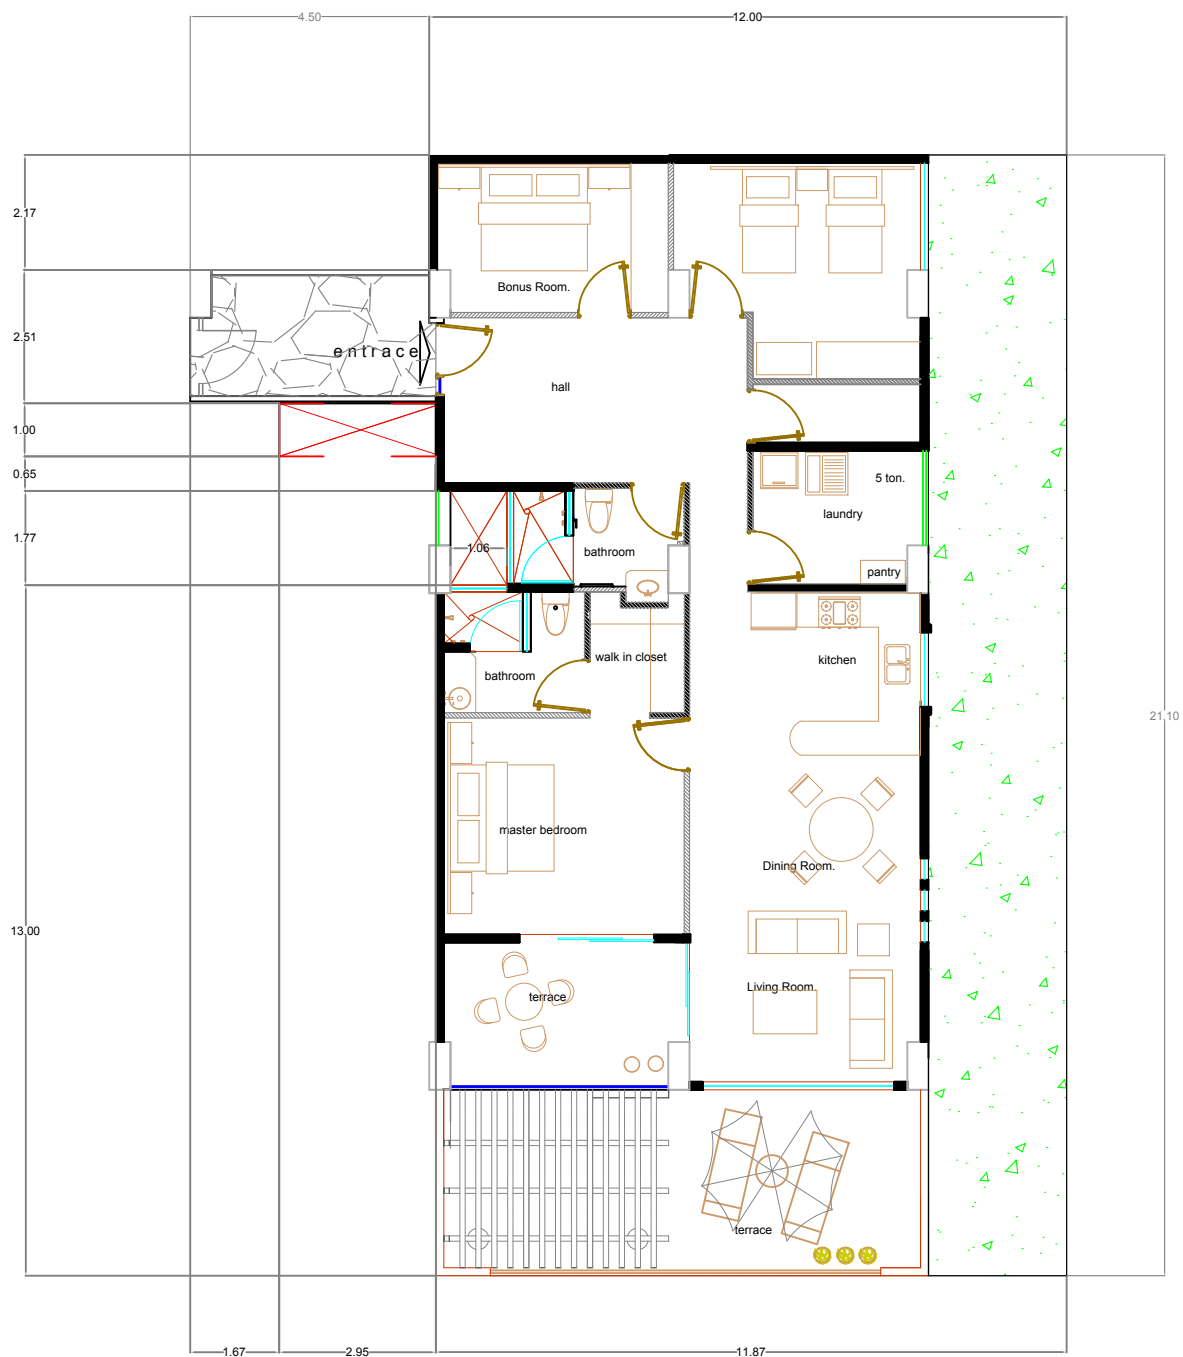 4.50
12.00
2.17
Bonus Room.
2.51
entrace
hall
1.00
0.65
5 ton.
laundry
1.77
1.06
bathroom
pantry
walk in closet
kitchen
bathroom
21.10
master bedroom
Dining Room.
13.00
Living Room.
terrace
terrace
1.67
2.95
11.87